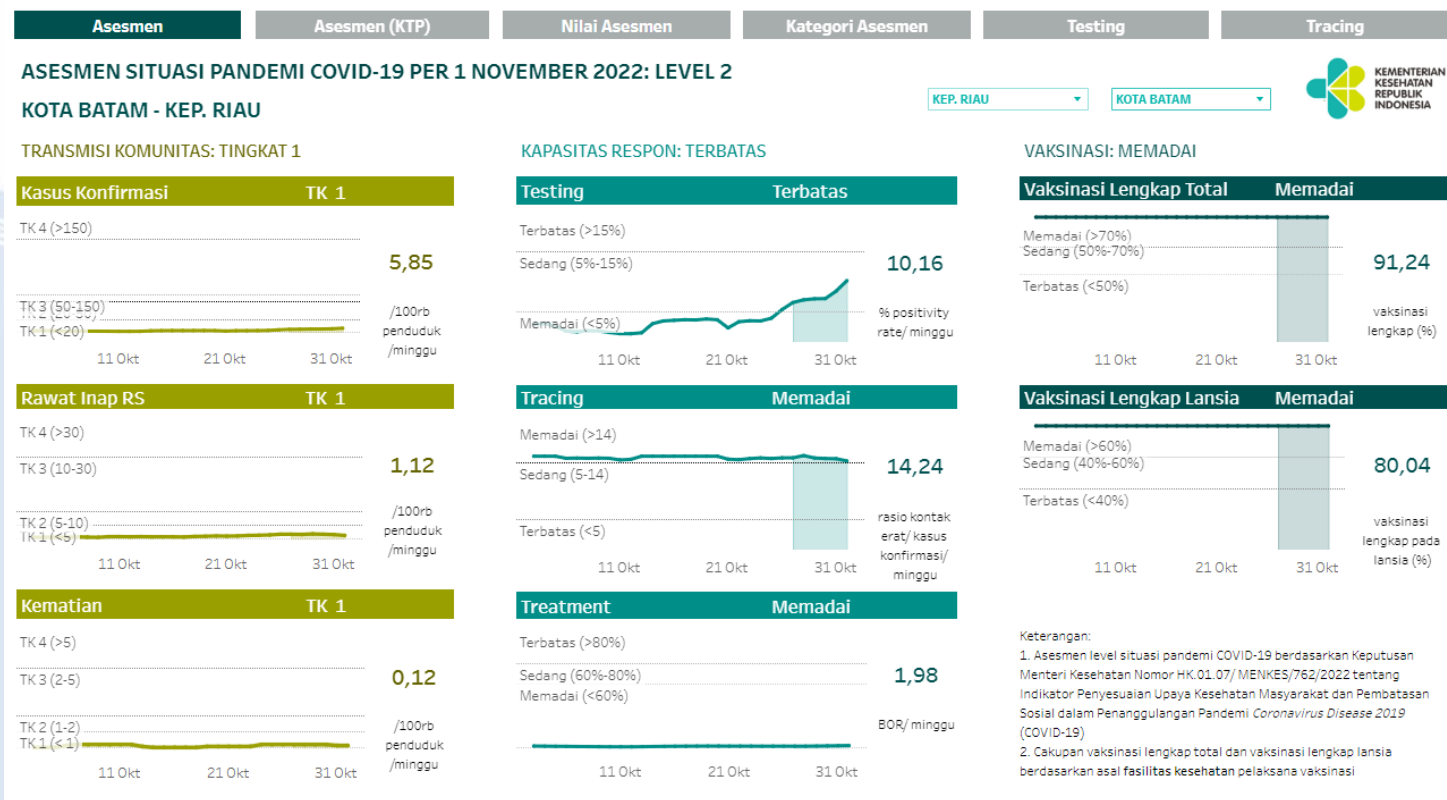 Asesmen
Asesmen (KTP)
Nilai Asesmen
Kategori Asesmen
Testing
Tracing
ASESMEN SITUASI PANDEMI COVID-19 PER 1 NOVEMBER 2022: LEVEL 2
KOTA BATAM - KEP. RIAU
KEP. RIAU
KOTA BATAM
KEMENTERIAN
KESEHATAN
REPUBLIK
INDONESIA
TRANSMISI KOMUNITAS: TINGKAT 1
Kasus Konfirmasi TK 1
TK 4 (>150)
TK 3 (50-150)
TK 1 (<20)
5,85
/100rb
penduduk
/minggu
11 Okt 21 Okt 31 Okt
Rawat Inap RS TK 1
TK 4 (>30)
TK 3 (10-30)
TK 2 (5-10)
TK 1 (<5)
1,12
/100rb
penduduk
/minggu
11 Okt 21 Okt 31 Okt
Kematian TK 1
TK 4 (>5)
TK 3 (2-5)
TK 2 (1-2)
TK 1 (<1)
0,12
/100rb
penduduk
/minggu
11 Okt 21 Okt 31 Okt
KAPASITAS RESPON: TERBATAS
Testing Terbatas
Terbatas (>15%)
Sedang (5%-15%)
Memadai (<5%)
10,16
% positivity
rate/ minggu
11 Okt 21 Okt 31 Okt
Tracing Memadai
Memadai (>14)
Sedang (5-14)
Terbatas (<5)
14,24
rasio kontak
erat/ kasus
konfirmasi/
minggu
11 Okt 21 Okt 31 Okt
Treatment Memadai
Terbatas (>80%)
Sedang (60%-80%)
Memadai (<60%)
1,98
BOR/ minggu
11 Okt 21 Okt 31 Okt
VAKSINASI: MEMADAI
Vaksinasi Lengkap Total Memadai
Memadai (>70%)
Sedang (50%-70%)
Terbatas (<50%)
91,24
vaksinasi
lengkap (%)
11 Okt 21 Okt 31 Okt
Vaksinasi Lengkap Lansia Memadai
Memadai (>60%)
Sedang (40%-60%)
Terbatas (<40%)
80,04
vaksinasi
lengkap pada
lansia (%)
11 Okt 21 Okt 31 Okt
Keterangan:
1. Asesmen level situasi pandemi COVID-19 berdasarkan Keputusan
Menteri Kesehatan Nomor HK.01.07/ MENKES/762/2022 tentang
Indikator Penyesuaian Upaya Kesehatan Masyarakat dan Pembatasan
Sosial dalam Penanggulangan Pandemi Coronavirus Disease 2019
(COVID-19)
2. Cakupan vaksinasi lengkap total dan vaksinasi lengkap lansia
berdasarkan asal fasilitas kesehatan pelaksana vaksinasi